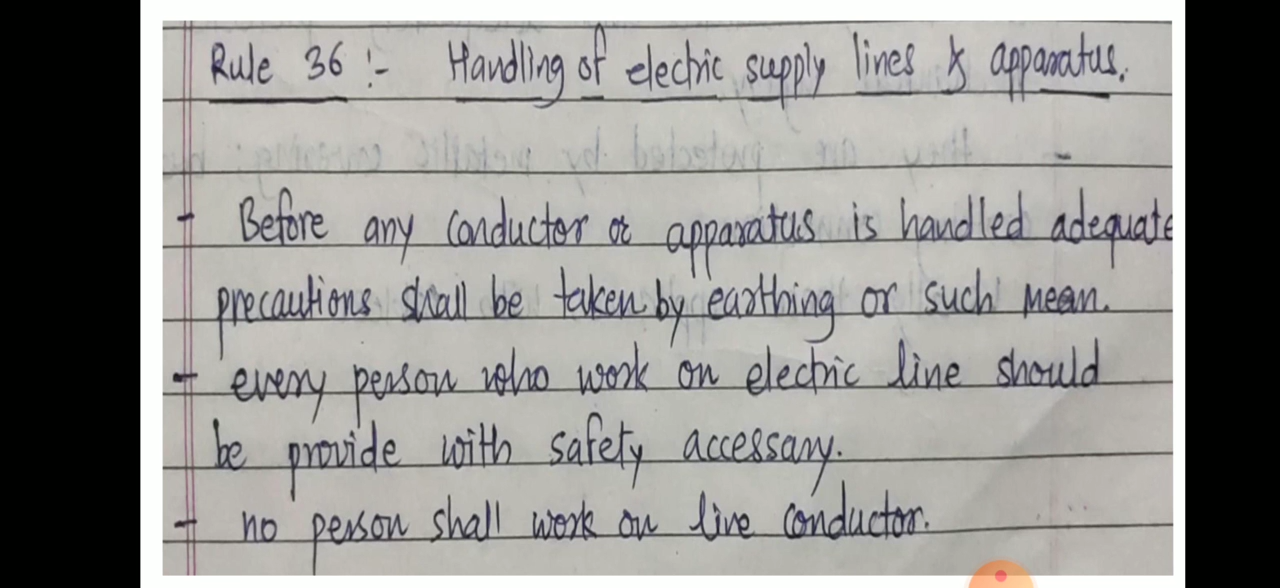 Rule 36 :- Handling of electric supply lines & apparatus.
- Before any conductor or apparatus is handled adequate
precautions shall be taken by earthing or such mean.
- every person who work on electric line should
be provide with safety accessary.
- no person shall work on live conductor.